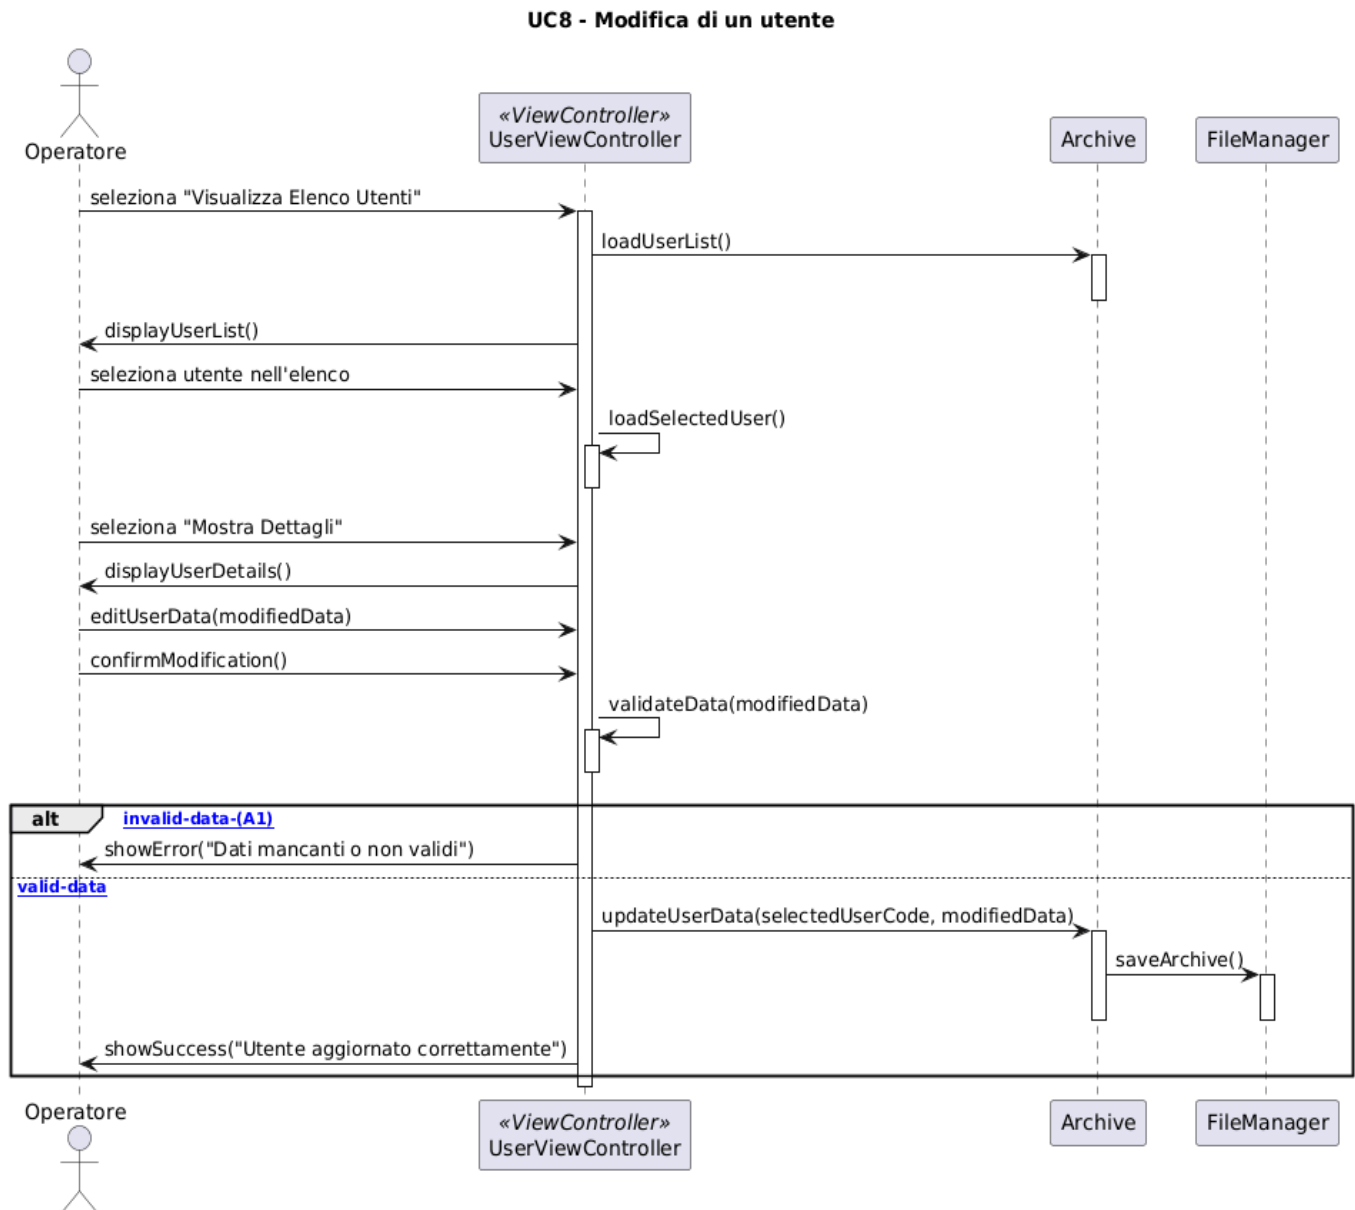 UC8 - Modifica di un utente
Operatore
«ViewController»
UserViewController
Archive
FileManager
seleziona "Visualizza Elenco Utenti"
loadUserList()
displayUserList()
seleziona utente nell'elenco
loadSelectedUser()
seleziona "Mostra Dettagli"
displayUserDetails()
editUserData(modifiedData)
confirmModification()
validateData(modifiedData)
alt
invalid-data-(A1)
showError("Dati mancanti o non validi")
valid-data
updateUserData(selectedUserCode, modifiedData)
saveArchive()
showSuccess("Utente aggiornato correttamente")
Operatore
«ViewController»
UserViewController
Archive
FileManager